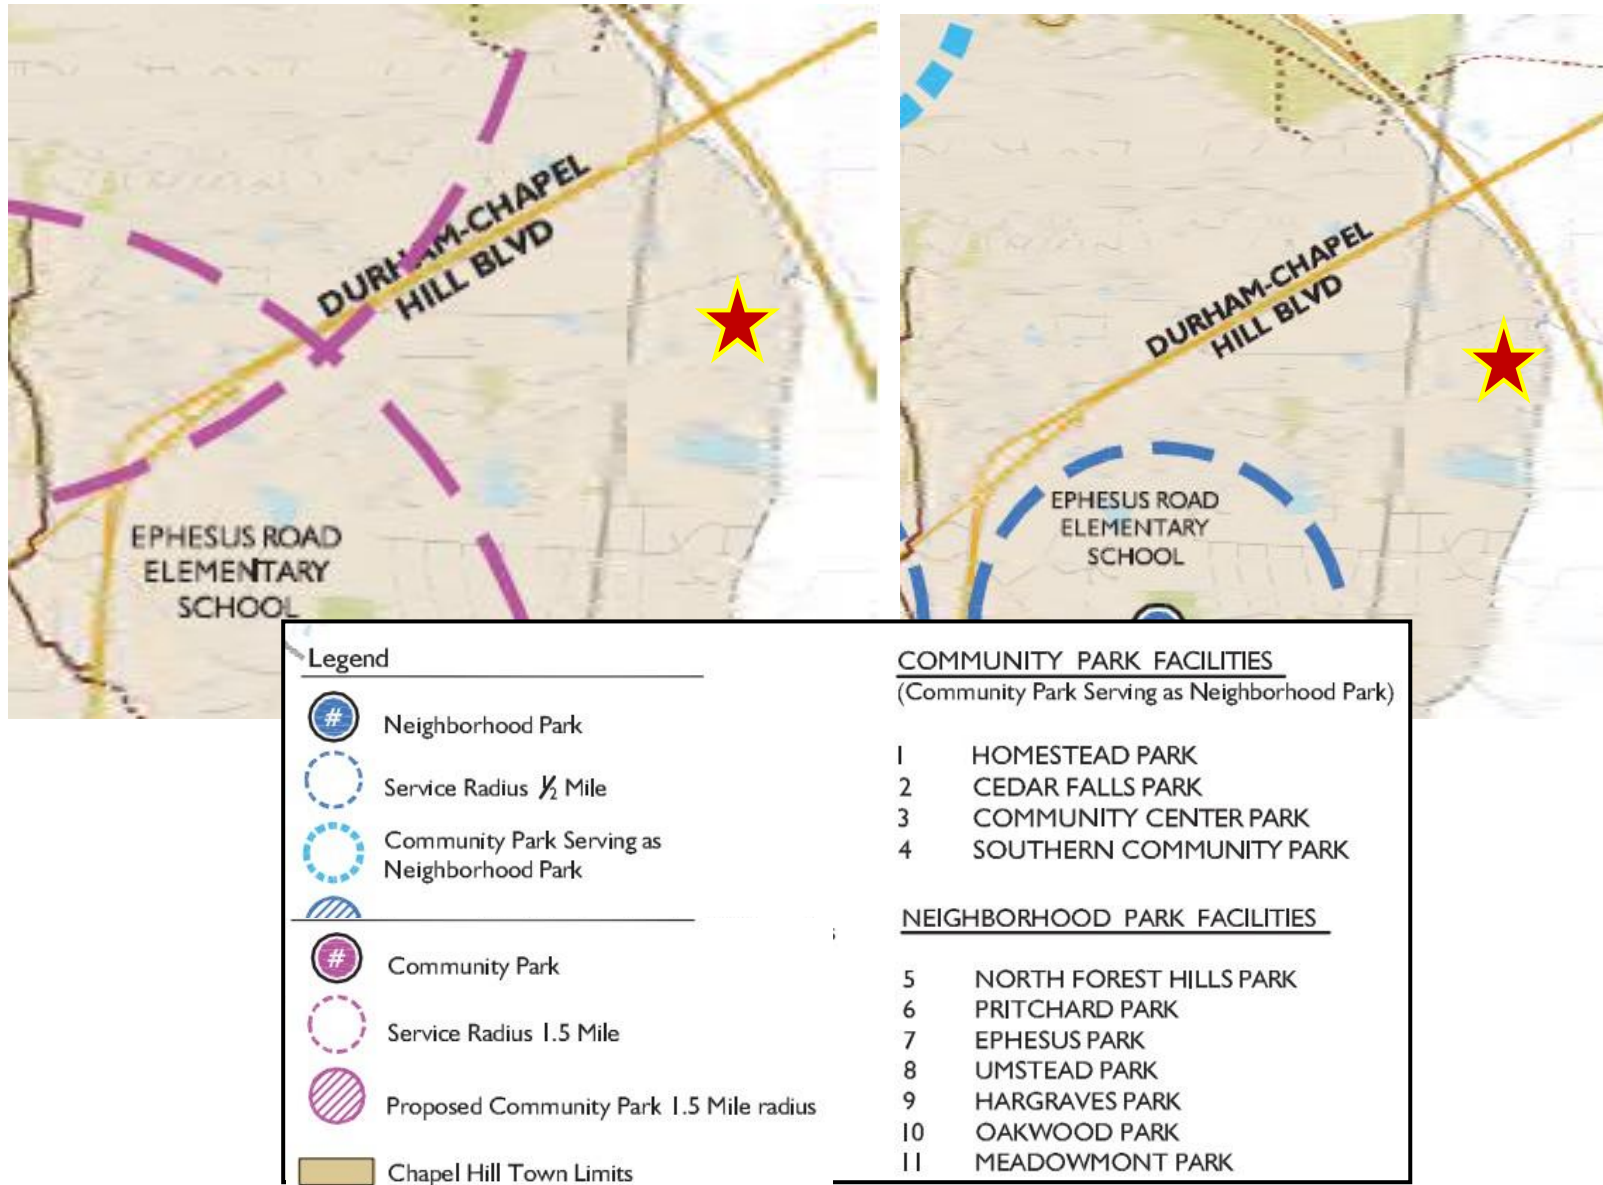 DURHAM-CHAPEL
HILL BLVD
EPHESUS ROAD
ELEMENTARY
SCHOOL
DURHAM-CHAPEL
HILL BLVD
EPHESUS ROAD
ELEMENTARY
SCHOOL
Legend
# Neighborhood Park
Service Radius ½ Mile
Community Park Serving as
Neighborhood Park
# Community Park
Service Radius 1.5 Mile
Proposed Community Park 1.5 Mile radius
Chapel Hill Town Limits
COMMUNITY PARK FACILITIES
(Community Park Serving as Neighborhood Park)
1 HOMESTEAD PARK
2 CEDAR FALLS PARK
3 COMMUNITY CENTER PARK
4 SOUTHERN COMMUNITY PARK
NEIGHBORHOOD PARK FACILITIES
5 NORTH FOREST HILLS PARK
6 PRITCHARD PARK
7 EPHESUS PARK
8 UMSTEAD PARK
9 HARGRAVES PARK
10 OAKWOOD PARK
11 MEADOWMONT PARK